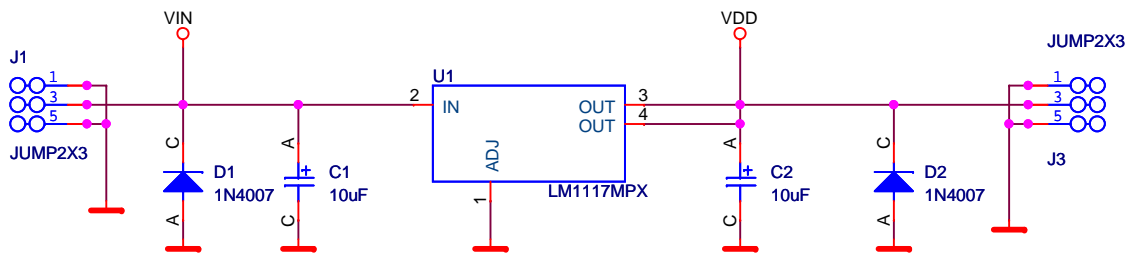 VIN
J1
1
3
5
JUMP2X3
C
D1
1N4007
A
A
C1
10uF
C
U1
2
IN
OUT
3
OUT
4
ADJ
1
LM1117MPX
VDD
A
C2
10uF
C
C
D2
1N4007
A
JUMP2X3
1
3
5
J3
+
+